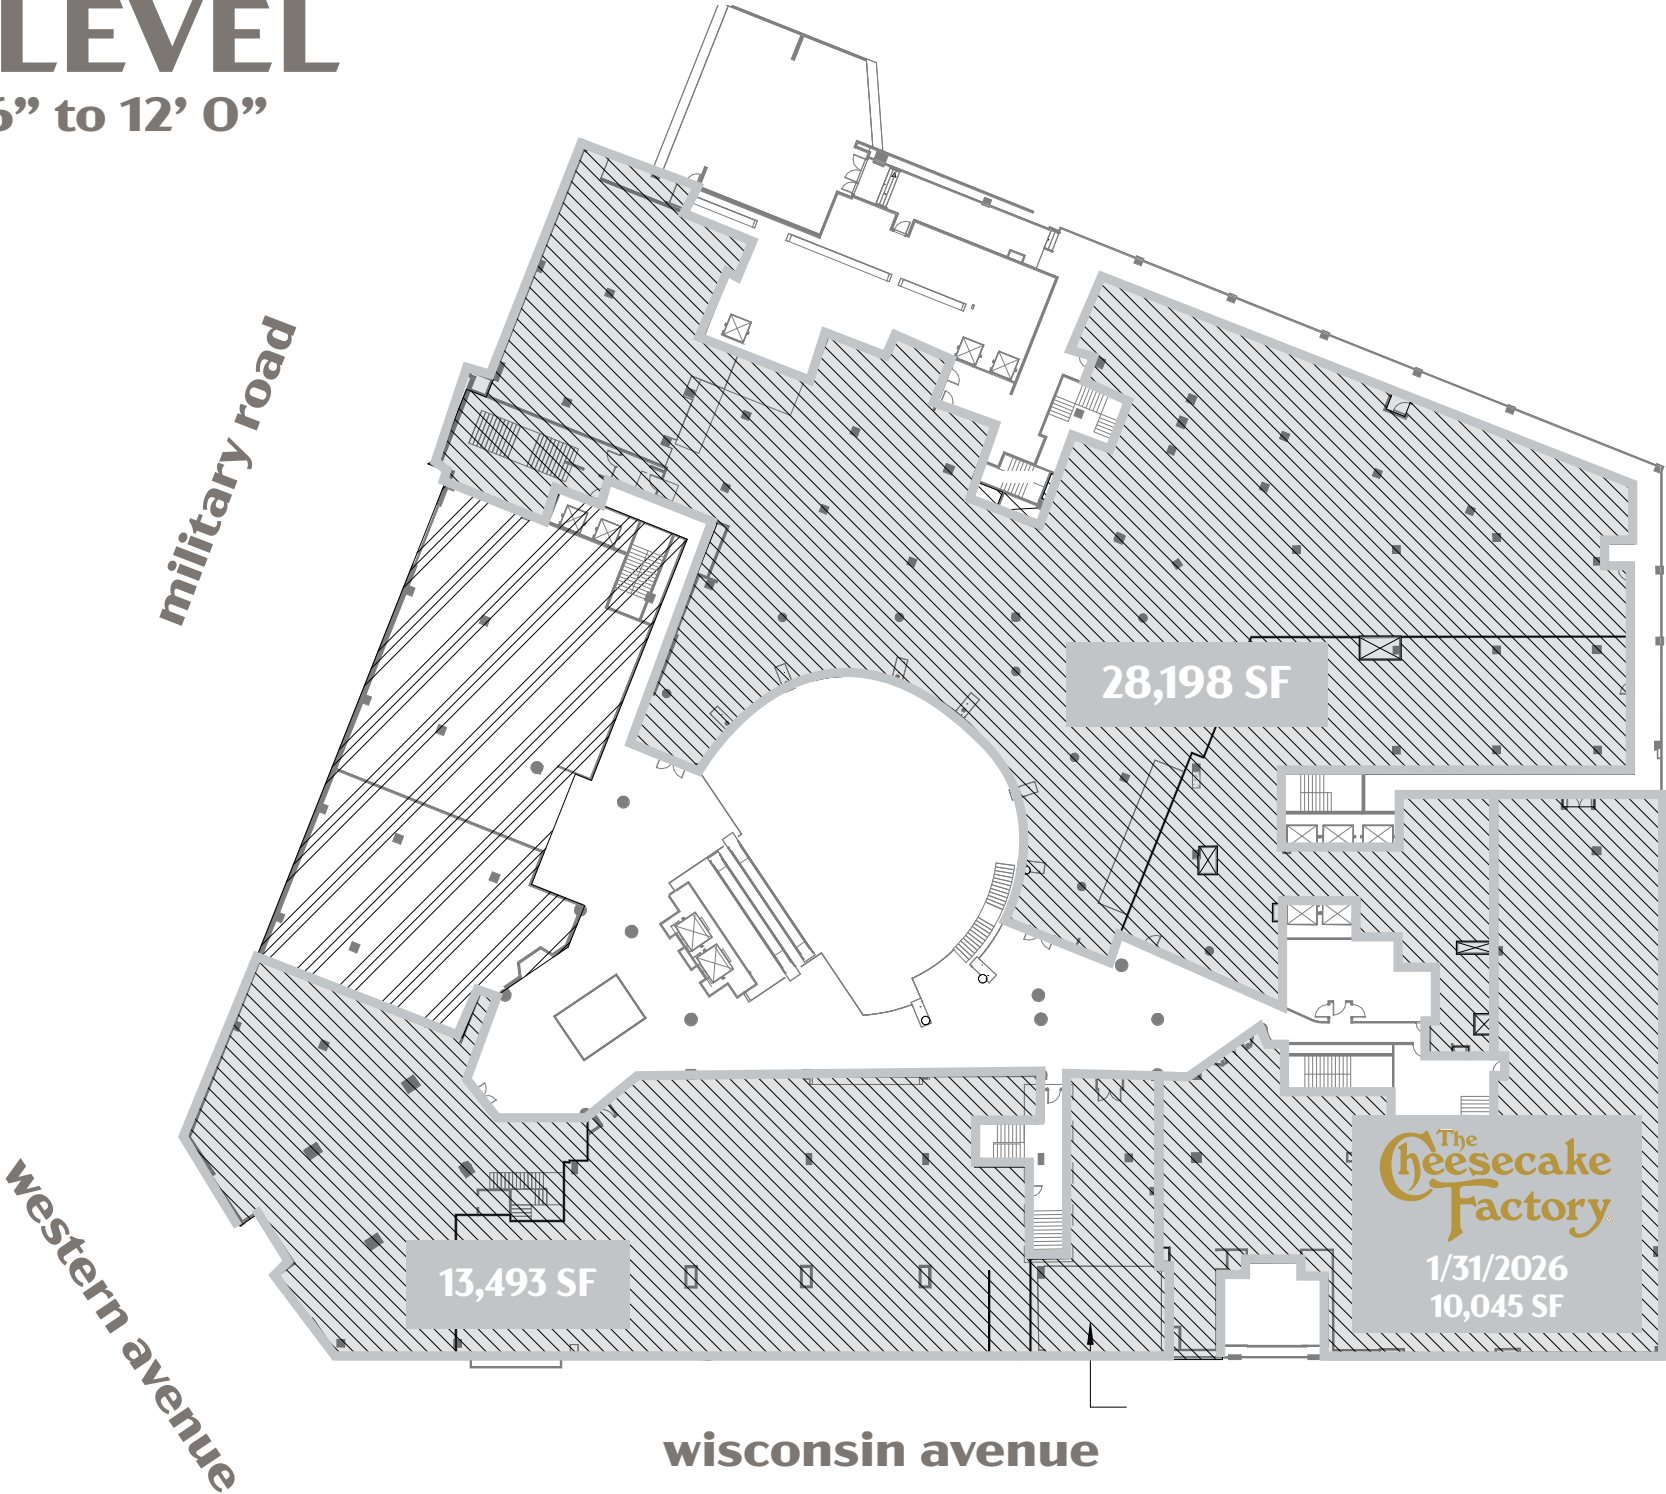 LEVEL
6” to 12’ 0”
military road
28,198 SF
The
Cheesecake
Factory
1/31/2026
10,045 SF
13,493 SF
western avenue
wisconsin avenue